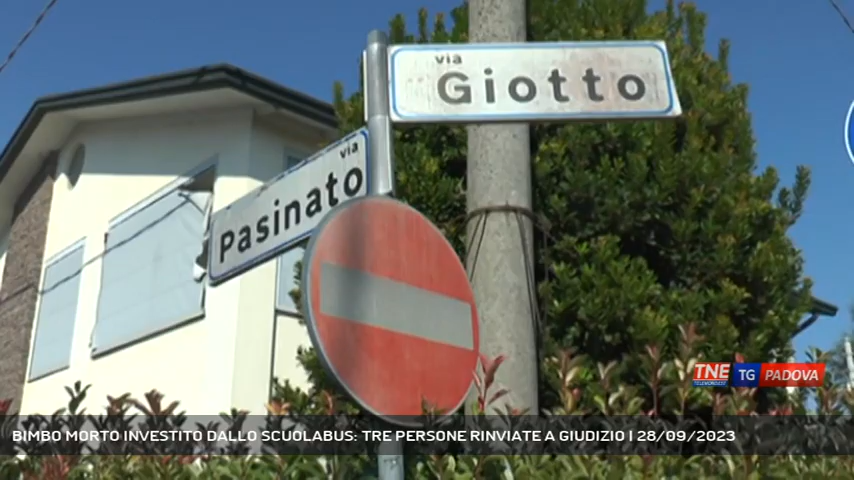 via
Giotto
via
Pasinato
TNE
TELENORDEST
TG
PADOVA
BIMBO MORTO INVESTITO DALLO SCUOLABUS: TRE PERSONE RINVIATE A GIUDIZIO | 28/09/2023